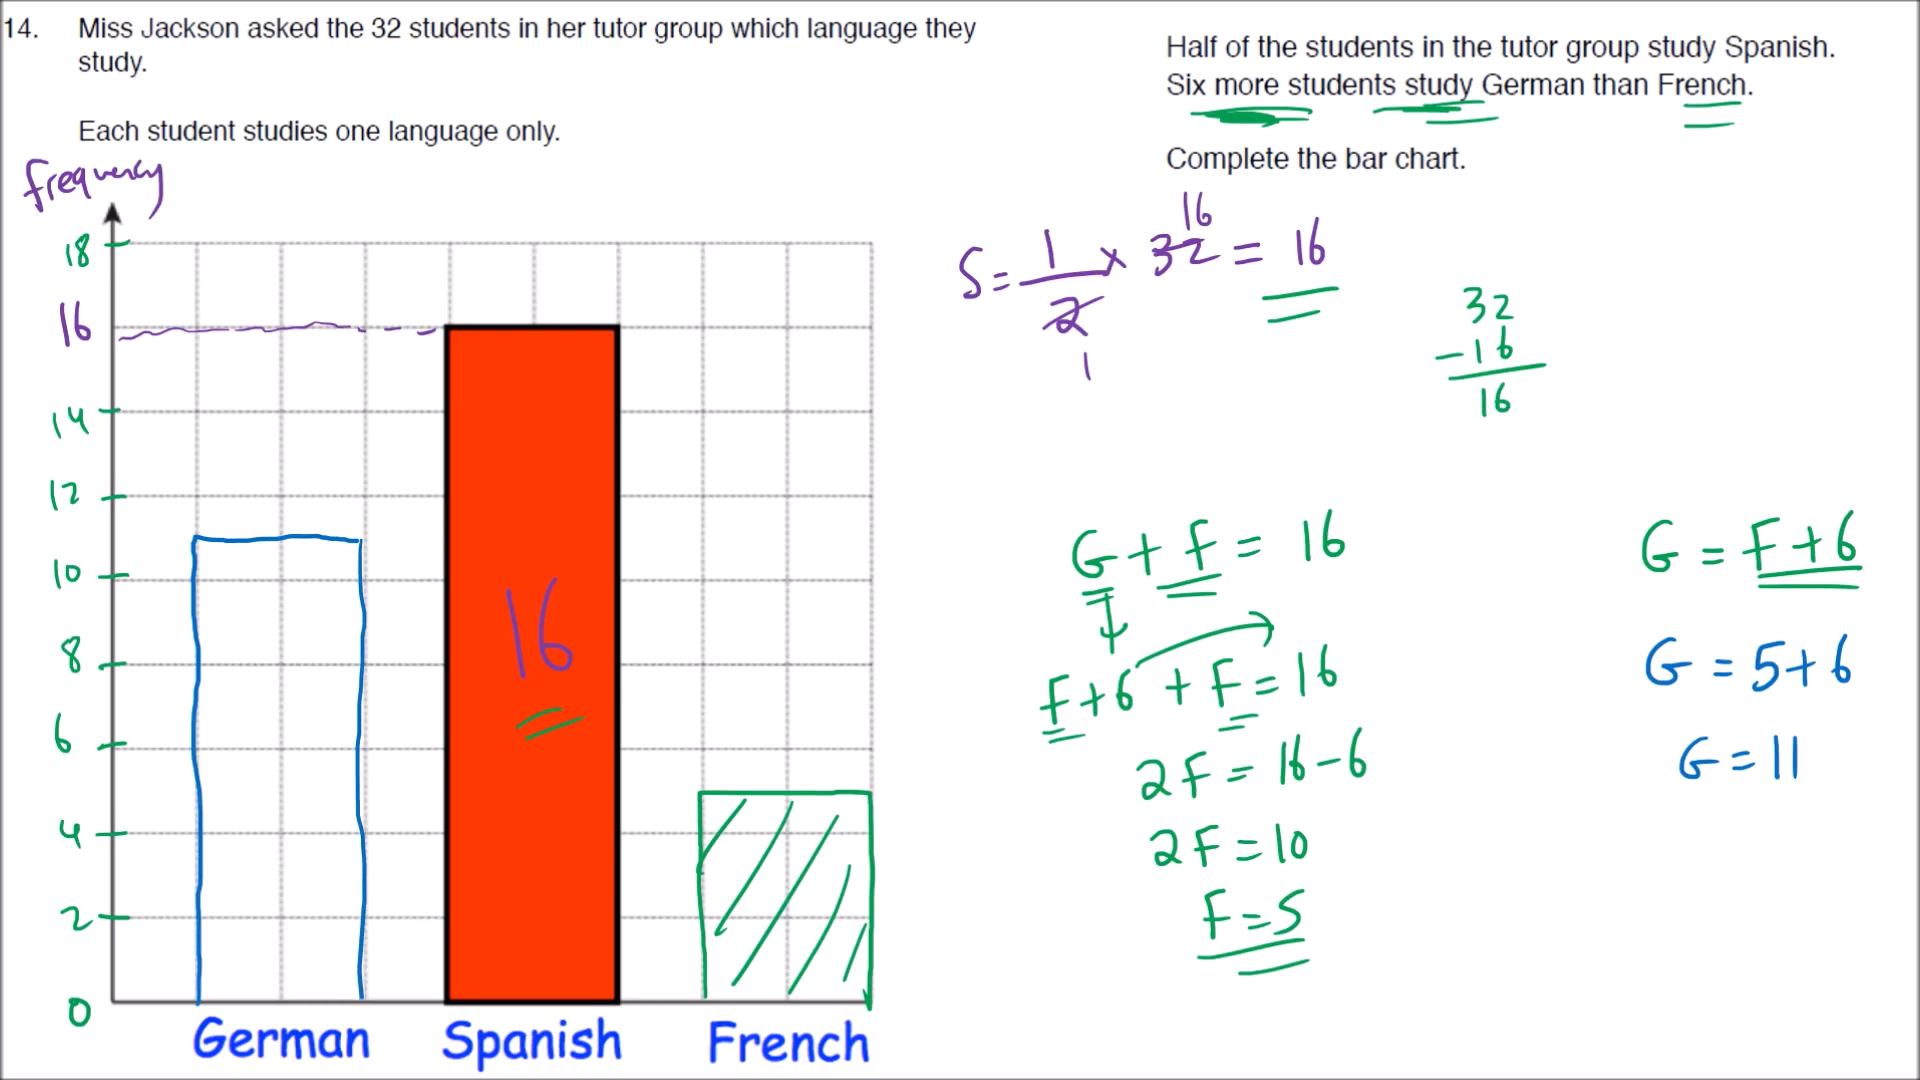 14. Miss Jackson asked the 32 students in her tutor group which language they
study.
Each student studies one language only.
Half of the students in the tutor group study Spanish.
Six more students study German than French.
Complete the bar chart.
frequency
18
16
14
12
10
8
6
4
2
0
16
German Spanish French
16
S = 1/2 × 32 = 16
1
32
-16
16
G + F = 16
F+6 + F = 16
2F = 16-6
2F = 10
F = 5
G = F+6
G = 5+6
G = 11